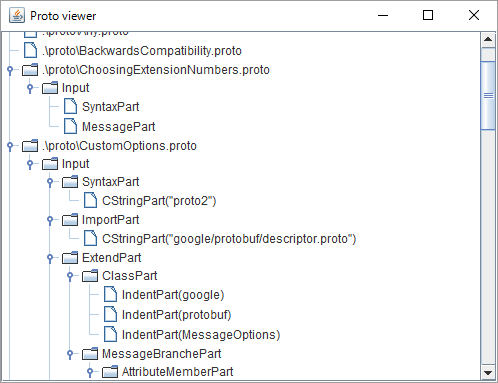 Proto viewer
.\proto\Any.proto
.\proto\BackwardsCompatibility.proto
.\proto\ChoosingExtensionNumbers.proto
Input
SyntaxPart
MessagePart
.\proto\CustomOptions.proto
Input
SyntaxPart
CStringPart("proto2")
ImportPart
CStringPart("google/protobuf/descriptor.proto")
ExtendPart
ClassPart
IndentPart(google)
IndentPart(protobuf)
IndentPart(MessageOptions)
MessageBranchePart
AttributeMemberPart